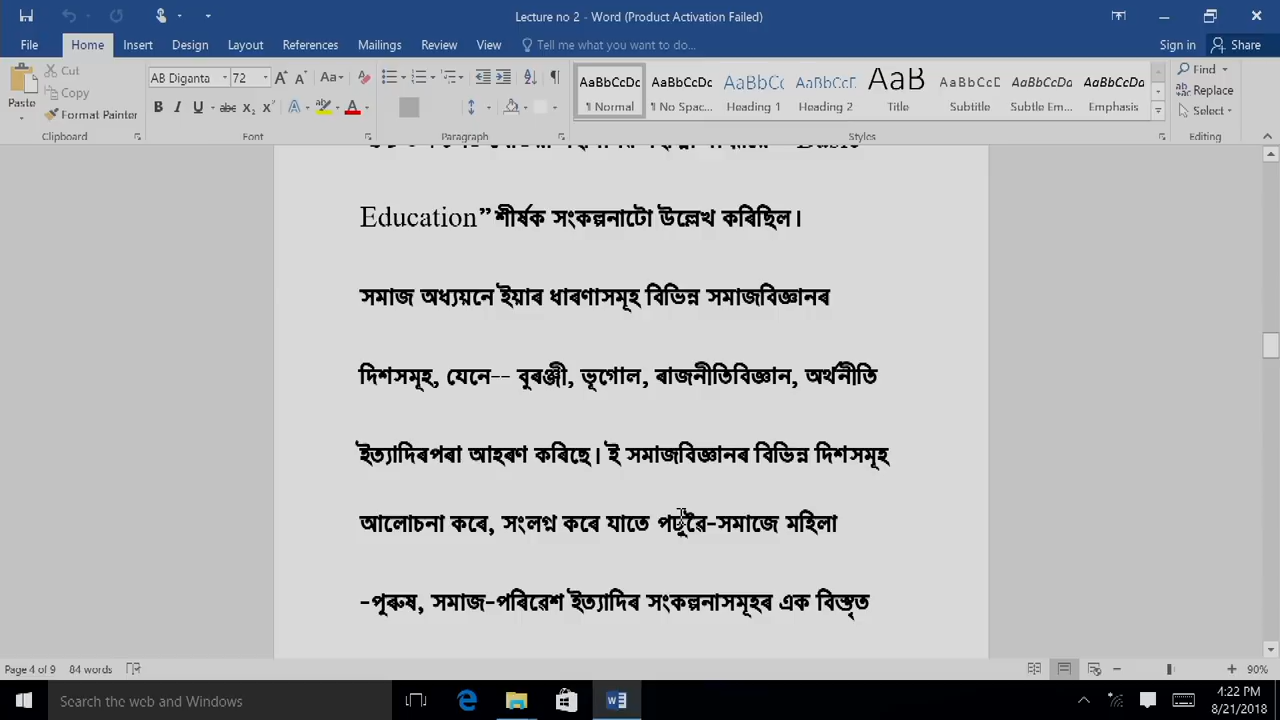 Lecture no 2 - Word (Product Activation Failed)
File Home Insert Design Layout References Mailings Review View Tell me what you want to do... Sign in Share
Paste Cut Copy Format Painter Clipboard
AB Diganta 72 Font
Paragraph
AaBbCcDc ¶ Normal AaBbCcDc ¶ No Spac... AaBbCc Heading 1 AaBbCcC Heading 2 AaB Title AaBbCcD Subtitle AaBbCcDc Subtle Em... AaBbCcDc Emphasis Styles
Find Replace Select Editing
Education” শীৰ্ষক সংকল্পনাটো উল্লেখ কৰিছিল।
সমাজ অধ্যয়নে ইয়াৰ ধাৰণাসমূহ বিভিন্ন সমাজবিজ্ঞানৰ
দিশসমূহ, যেনে-- বুৰঞ্জী, ভূগোল, ৰাজনীতিবিজ্ঞান, অৰ্থনীতি
ইত্যাদিৰপৰা আহৰণ কৰিছে। ই সমাজবিজ্ঞানৰ বিভিন্ন দিশসমূহ
আলোচনা কৰে, সংলগ্ন কৰে যাতে পঢ়ুৱৈ-সমাজে মহিলা
-পুৰুষ, সমাজ-পৰিৱেশ ইত্যাদিৰ সংকল্পনাসমূহৰ এক বিস্তৃত
Page 4 of 9 84 words 90%
Search the web and Windows
4:22 PM
8/21/2018